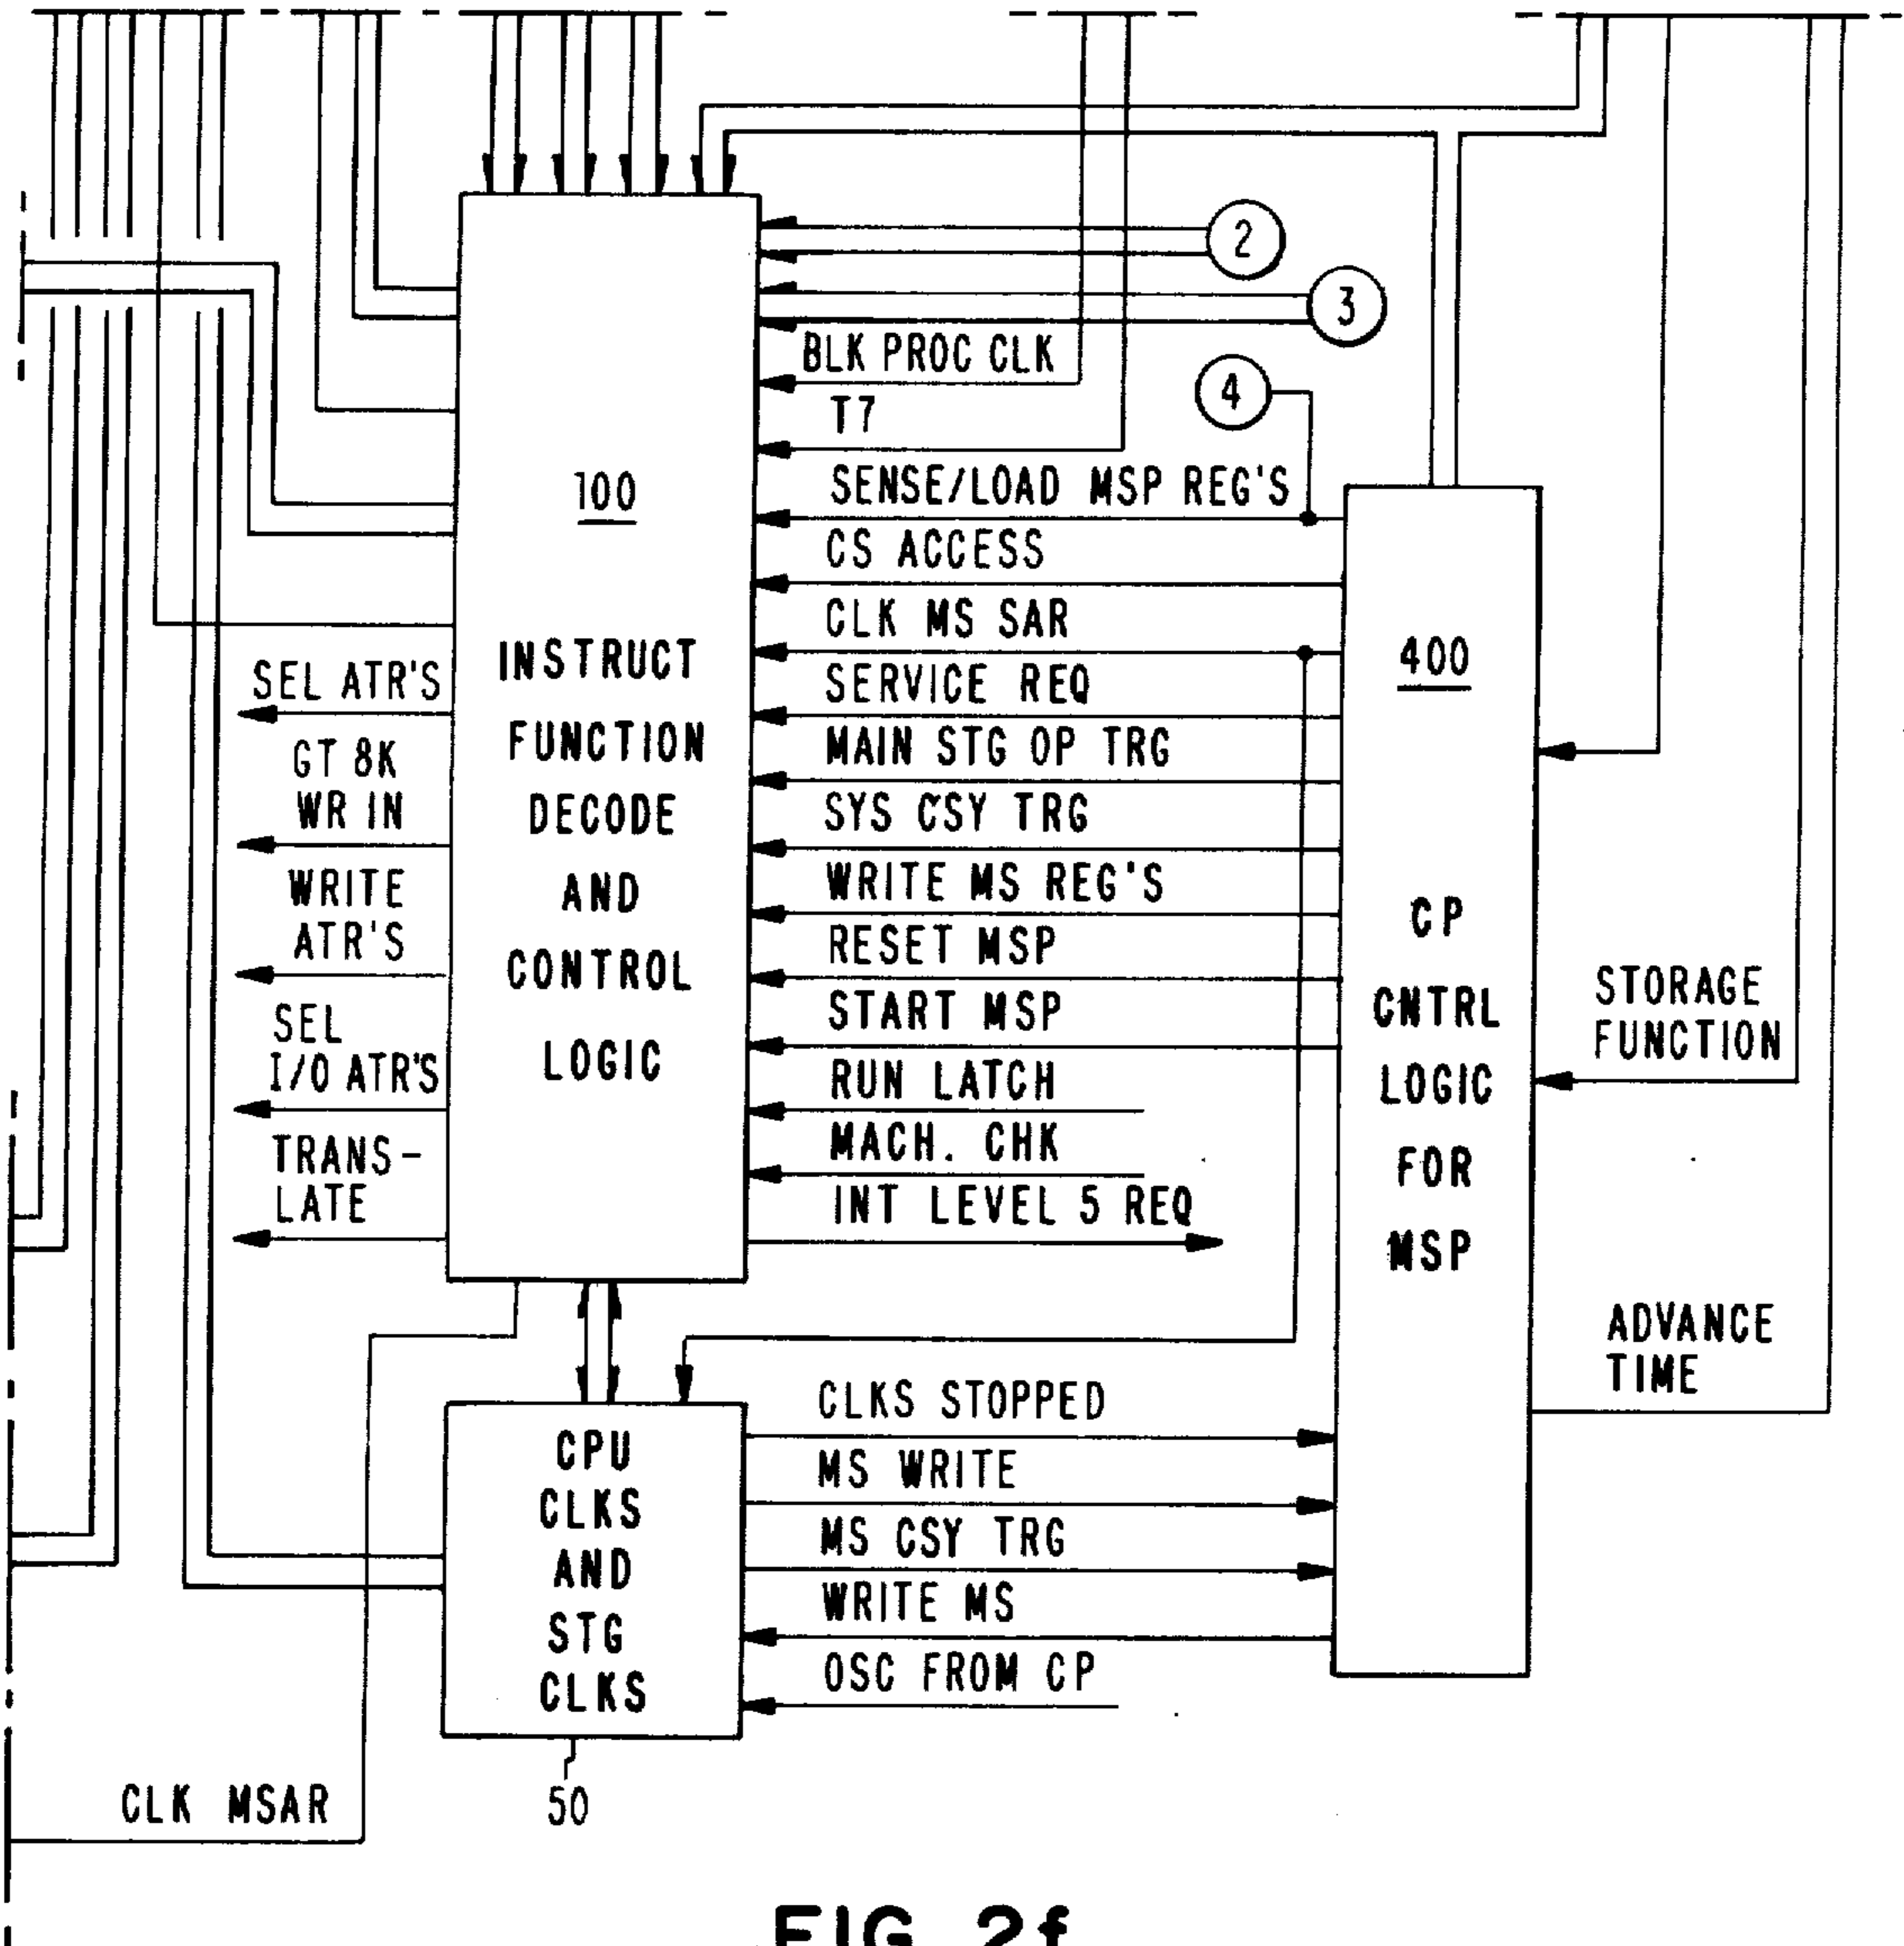 2
3
BLK PROC CLK
4
T7
100
SENSE/LOAD MSP REG'S
CS ACCESS
CLK MS SAR
400
INSTRUCT
FUNCTION
DECODE
AND
CONTROL
LOGIC
SEL ATR'S
GT 8K
WR IN
WRITE
ATR'S
SEL
I/O ATR'S
TRANS-
LATE
SERVICE REQ
MAIN STG OP TRG
SYS CSY TRG
WRITE MS REG'S
RESET MSP
START MSP
RUN LATCH
MACH. CHK
INT LEVEL 5 REQ
CP
CNTRL
LOGIC
FOR
MSP
STORAGE
FUNCTION
ADVANCE
TIME
CPU
CLKS
AND
STG
CLKS
CLKS STOPPED
MS WRITE
MS CSY TRG
WRITE MS
OSC FROM CP
50
CLK MSAR
FIG. 2f